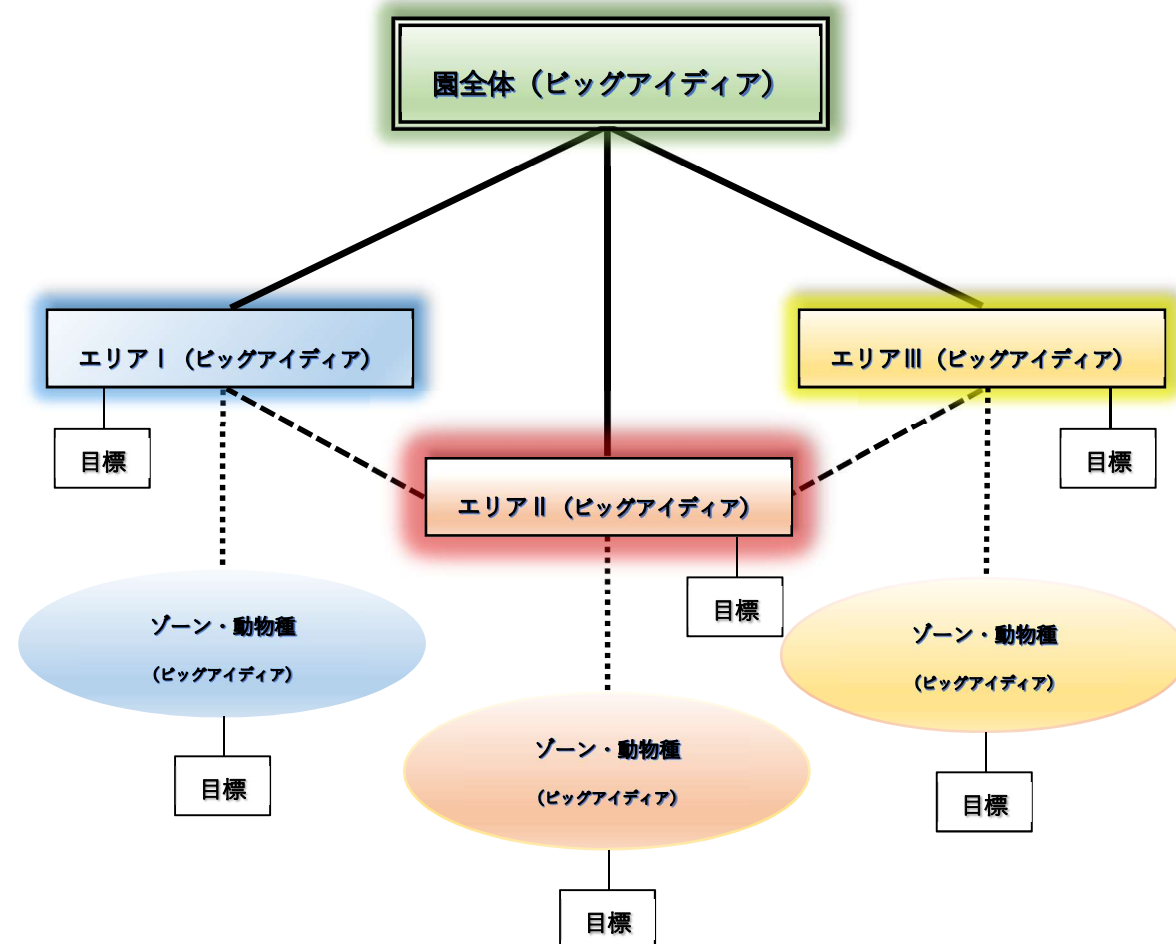 園全体（ビッグアイディア）
エリアⅠ（ビッグアイディア）
エリアⅢ（ビッグアイディア）
目標
目標
エリアⅡ（ビッグアイディア）
目標
ゾーン・動物種
（ビッグアイディア）
ゾーン・動物種
（ビッグアイディア）
ゾーン・動物種
（ビッグアイディア）
目標
目標
目標